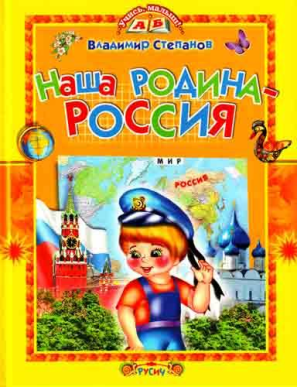 Учись, малыш!
А Б
Владимир Степанов
Наша РОДИНА-
РОССИЯ
МИР
РОССИЯ
РУСИЧ